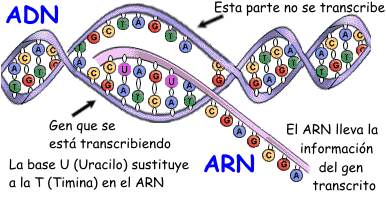 ADN
Esta parte no se transcribe
Gen que se
está transcribiendo
La base U (Uracilo) sustituye
a la T (Timina) en el ARN
ARN
El ARN lleva la
información
del gen
transcrito